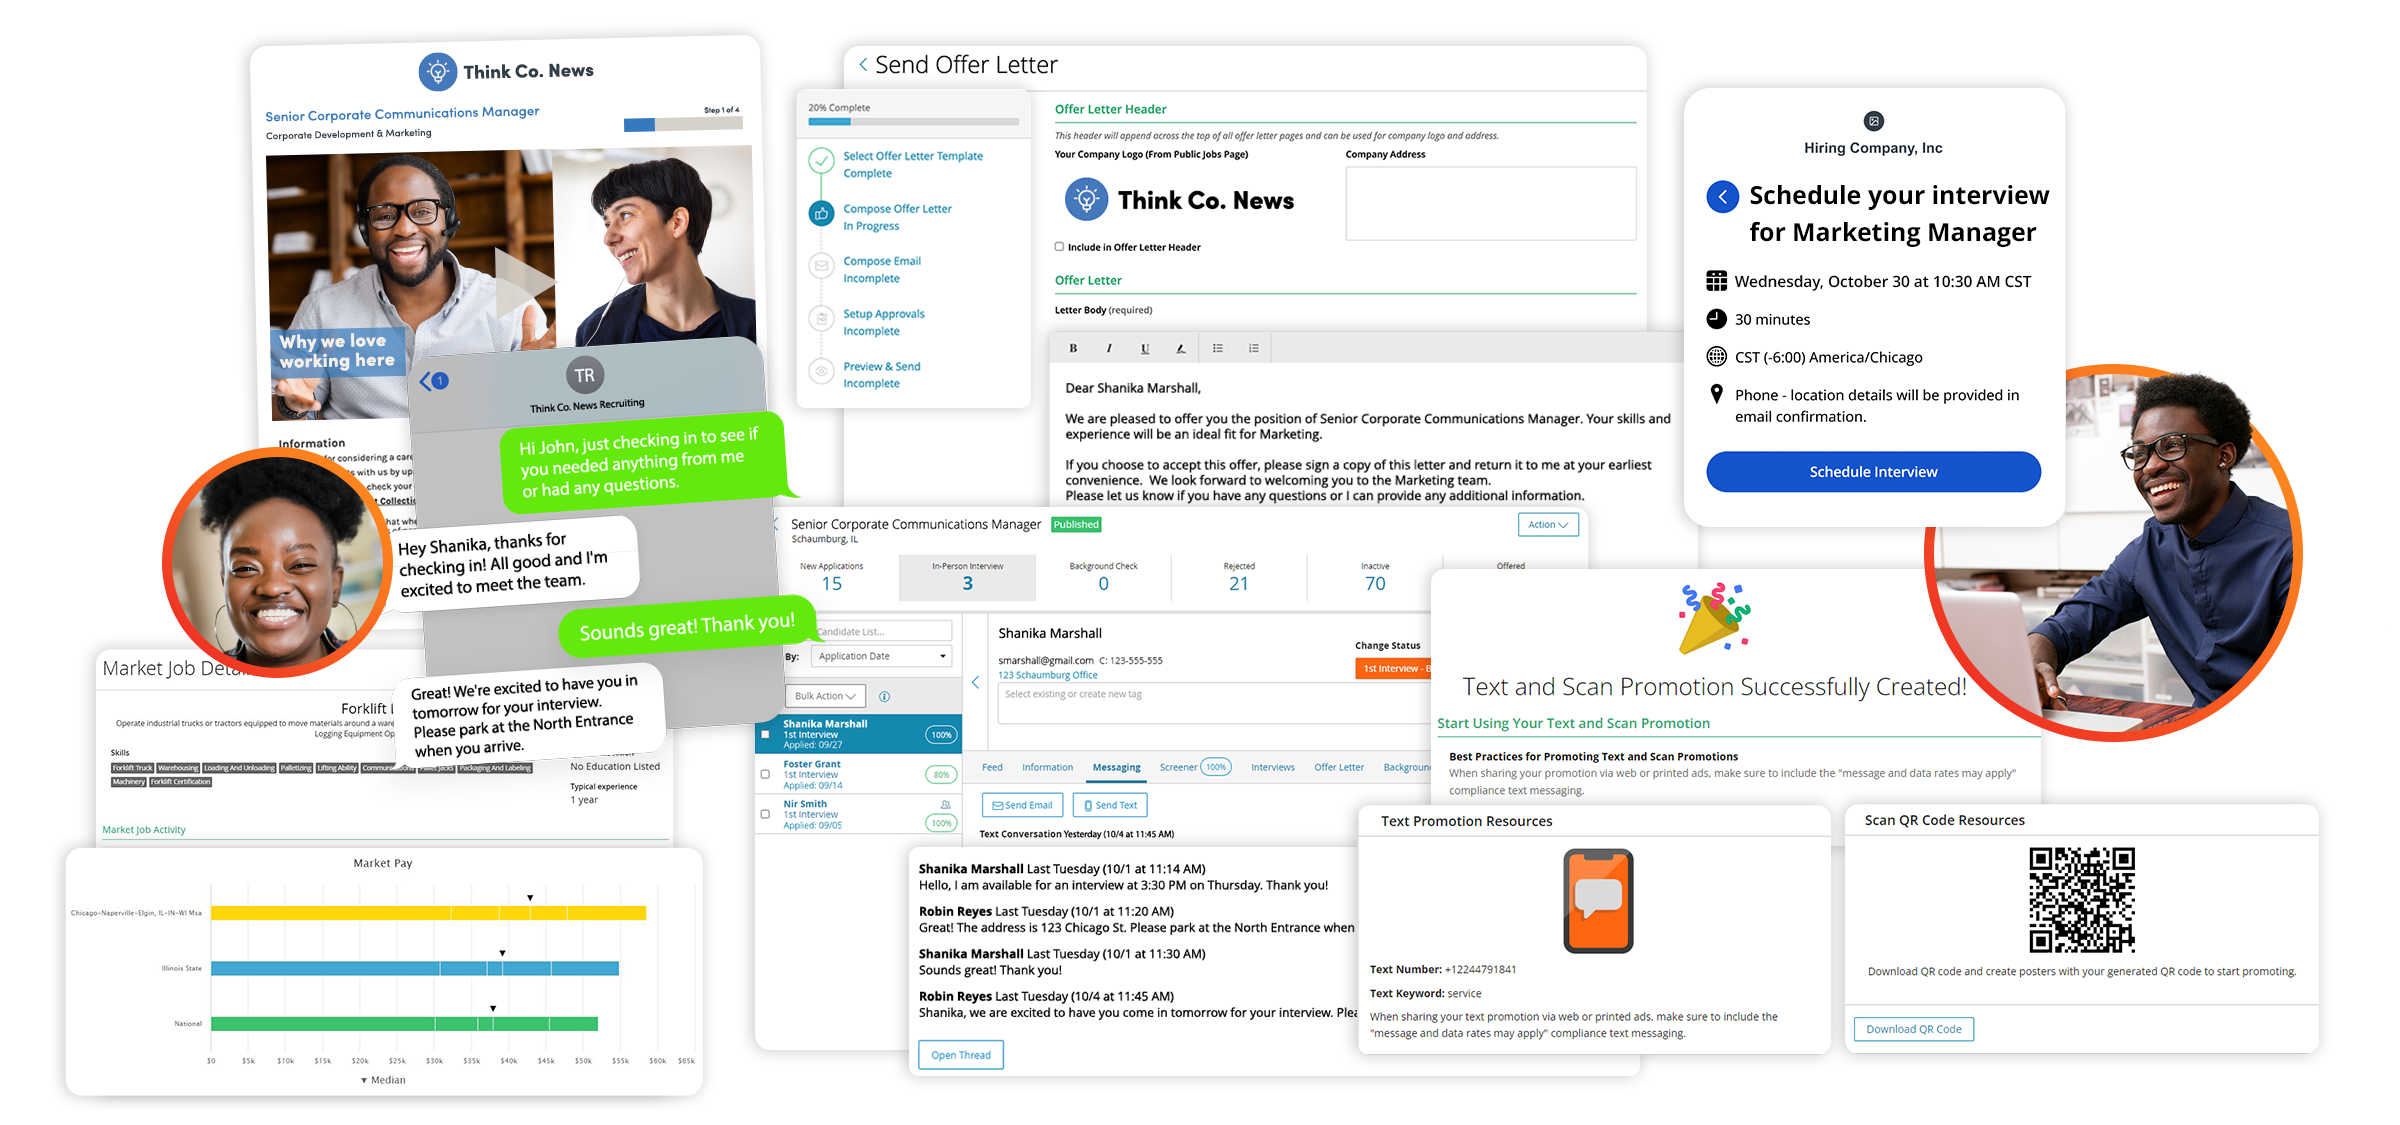 Think Co. News
Senior Corporate Communications Manager
Step 1 of 4
Corporate Development & Marketing
Why we love
working here
Information
for considering a care
s with us by up
check your
t Collectio
hat whe
1
TR
Think Co. News Recruiting
Hi John, just checking in to see if
you needed anything from me
or had any questions.
Hey Shanika, thanks for
checking in! All good and I'm
excited to meet the team.
Sounds great! Thank you!
Great! We're excited to have you in
tomorrow for your interview.
Please park at the North Entrance
when you arrive.
Market Job Deta
Forklift
Operate industrial trucks or tractors equipped to move materials around a ware
Logging Equipment Op
Skills
Forklift Truck Warehousing Loading And Unloading Palletizing Lifting Ability Pallet Jacks Packaging And Labeling
Machinery Forklift Certification
No Education Listed
Typical experience
1 year
Market Job Activity
Market Pay
Chicago-Naperville-Elgin, IL-IN-WI Msa
Illinois State
National
$0 $5k $10k $15k $20k $25k $30k $35k $40k $45k $50k $55k $60k $65k
▼ Median
Send Offer Letter
20% Complete
Select Offer Letter Template
Complete
Compose Offer Letter
In Progress
Compose Email
Incomplete
Setup Approvals
Incomplete
Preview & Send
Incomplete
Offer Letter Header
This header will append across the top of all offer letter pages and can be used for company logo and address.
Your Company Logo (From Public Jobs Page)
Company Address
Think Co. News
Include in Offer Letter Header
Offer Letter
Letter Body (required)
B I U
Dear Shanika Marshall,
We are pleased to offer you the position of Senior Corporate Communications Manager. Your skills and
experience will be an ideal fit for Marketing.
If you choose to accept this offer, please sign a copy of this letter and return it to me at your earliest
convenience. We look forward to welcoming you to the Marketing team.
Please let us know if you have any questions or I can provide any additional information.
Senior Corporate Communications Manager Published
Schaumburg, IL
Action
New Applications
15
In-Person Interview
3
Background Check
0
Rejected
21
Inactive
70
Offered
Candidate List...
By: Application Date
Bulk Action
Shanika Marshall
1st Interview
Applied: 09/27
100%
Foster Grant
1st Interview
Applied: 09/14
80%
Nir Smith
1st Interview
Applied: 09/05
100%
Shanika Marshall
smarshall@gmail.com C: 123-555-555
123 Schaumburg Office
Select existing or create new tag
Change Status
1st Interview - B
Feed Information Messaging Screener 100% Interviews Offer Letter Backgroun
Send Email Send Text
Text Conversation Yesterday (10/4 at 11:45 AM)
Shanika Marshall Last Tuesday (10/1 at 11:14 AM)
Hello, I am available for an interview at 3:30 PM on Thursday. Thank you!
Robin Reyes Last Tuesday (10/1 at 11:20 AM)
Great! The address is 123 Chicago St. Please park at the North Entrance when
Shanika Marshall Last Tuesday (10/1 at 11:30 AM)
Sounds great! Thank you!
Robin Reyes Last Tuesday (10/4 at 11:45 AM)
Shanika, we are excited to have you come in tomorrow for your interview. Plea
Open Thread
Hiring Company, Inc
Schedule your interview
for Marketing Manager
Wednesday, October 30 at 10:30 AM CST
30 minutes
CST (-6:00) America/Chicago
Phone - location details will be provided in
email confirmation.
Schedule Interview
Text and Scan Promotion Successfully Created!
Start Using Your Text and Scan Promotion
Best Practices for Promoting Text and Scan Promotions
When sharing your promotion via web or printed ads, make sure to include the "message and data rates may apply"
compliance text messaging.
Text Promotion Resources
Text Number: +12244791841
Text Keyword: service
When sharing your text promotion via web or printed ads, make sure to include the
"message and data rates may apply" compliance text messaging.
Scan QR Code Resources
Download QR code and create posters with your generated QR code to start promoting.
Download QR Code